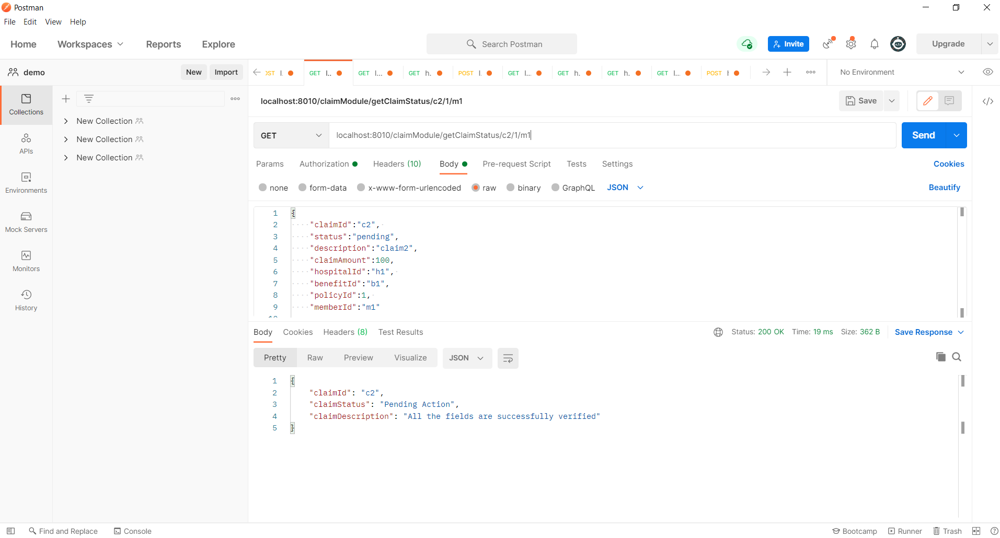 Postman
File Edit View Help
Home Workspaces Reports Explore Search Postman Invite Upgrade
demo New Import
GET l.. GET l... GET h. POST l. GET l... GET h. GET h. GET l... POST
No Environment
Collections
APIs
Environments
Mock Servers
Monitors
History
New Collection
New Collection
New Collection
localhost:8010/claimModule/getClaimStatus/c2/1/m1 Save </>
GET localhost:8010/claimModule/getClaimStatus/c2/1/m1 Send
Params Authorization Headers (10) Body Pre-request Script Tests Settings Cookies
none form-data x-www-form-urlencoded raw binary GraphQL JSON Beautify
1 {
2 "claimId":"c2",
3 "status":"pending",
4 "description":"claim2",
5 "claimAmount":100,
6 "hospitalId":"h1",
7 "benefitId":"b1",
8 "policyId":1,
9 "memberId":"m1"
Body Cookies Headers (8) Test Results Status: 200 OK Time: 19 ms Size: 362 B Save Response
Pretty Raw Preview Visualize JSON
1 {
2 "claimId": "c2",
3 "claimStatus": "Pending Action",
4 "claimDescription": "All the fields are successfully verified"
5 }
Find and Replace Console Bootcamp Runner Trash